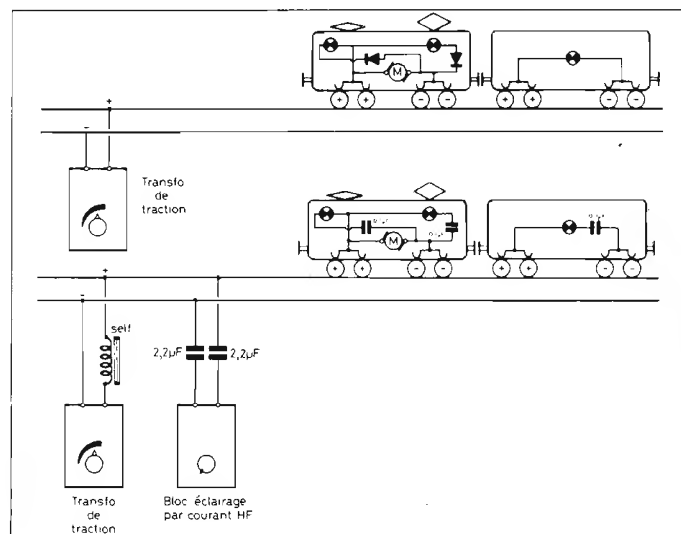 M
+ + - -
+ + - -
+
-
Transfo
de
traction
M
+ + - -
+ + - -
+
-
self
2,2µF
2,2µF
Transfo
de
traction
Bloc éclairage
par courant HF